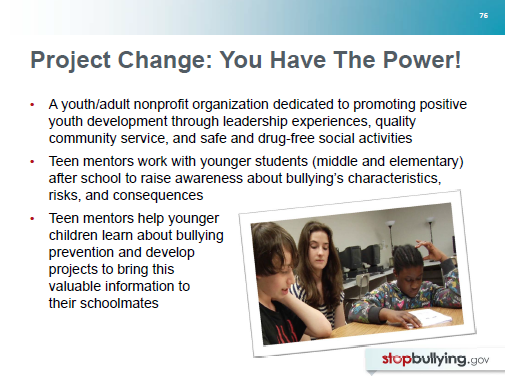 76
Project Change: You Have The Power!
• A youth/adult nonprofit organization dedicated to promoting positive
youth development through leadership experiences, quality
community service, and safe and drug-free social activities
• Teen mentors work with younger students (middle and elementary)
after school to raise awareness about bullying’s characteristics,
risks, and consequences
• Teen mentors help younger
children learn about bullying
prevention and develop
projects to bring this
valuable information to
their schoolmates
stopbullying.gov